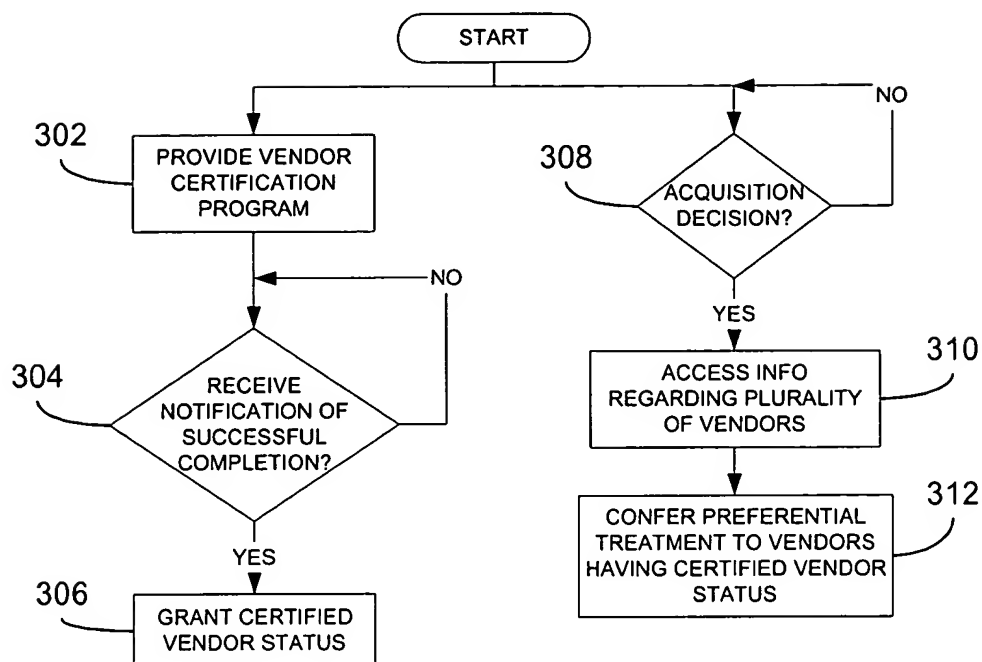 START
302
PROVIDE VENDOR
CERTIFICATION
PROGRAM
NO
304
RECEIVE
NOTIFICATION OF
SUCCESSFUL
COMPLETION?
YES
306
GRANT CERTIFIED
VENDOR STATUS
NO
308
ACQUISITION
DECISION?
YES
310
ACCESS INFO
REGARDING PLURALITY
OF VENDORS
312
CONFER PREFERENTIAL
TREATMENT TO VENDORS
HAVING CERTIFIED VENDOR
STATUS